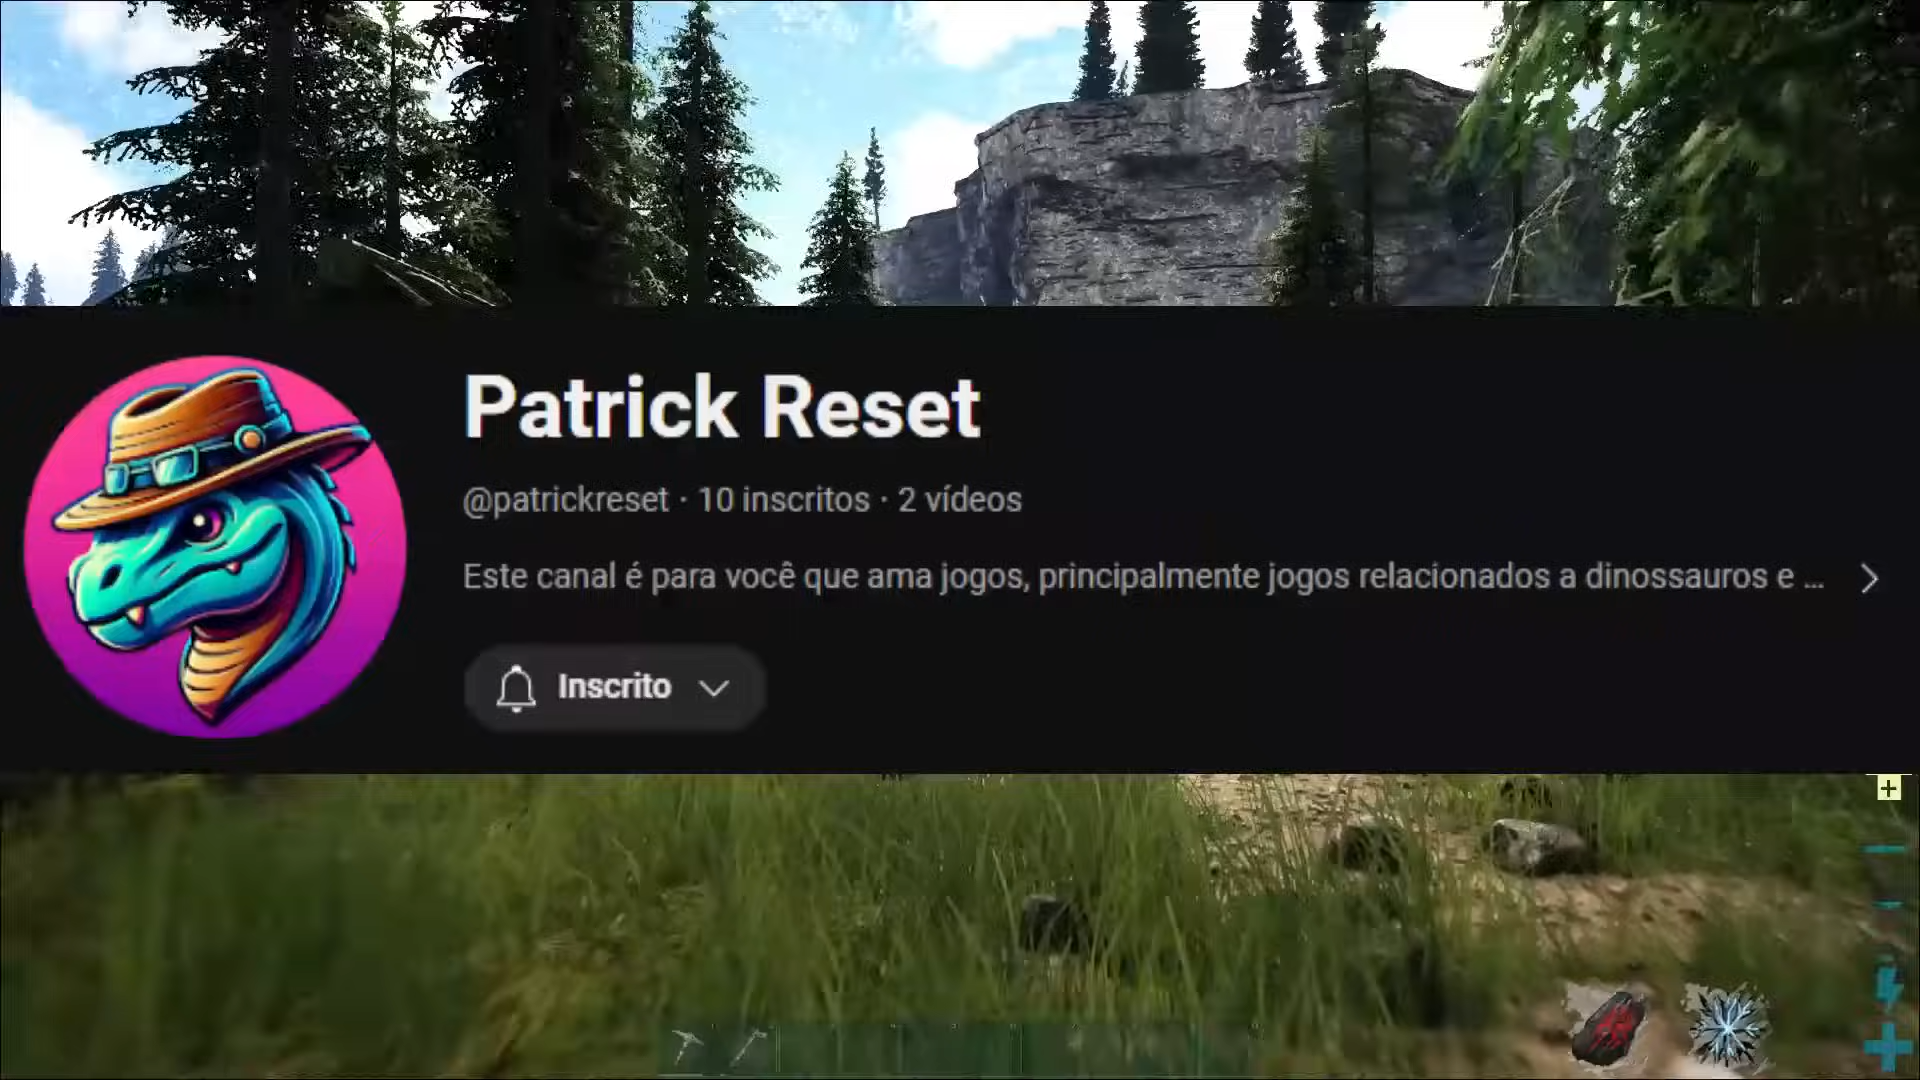 Patrick Reset
@patrickreset · 10 inscritos · 2 vídeos
Este canal é para você que ama jogos, principalmente jogos relacionados a dinossauros e ...
Inscrito